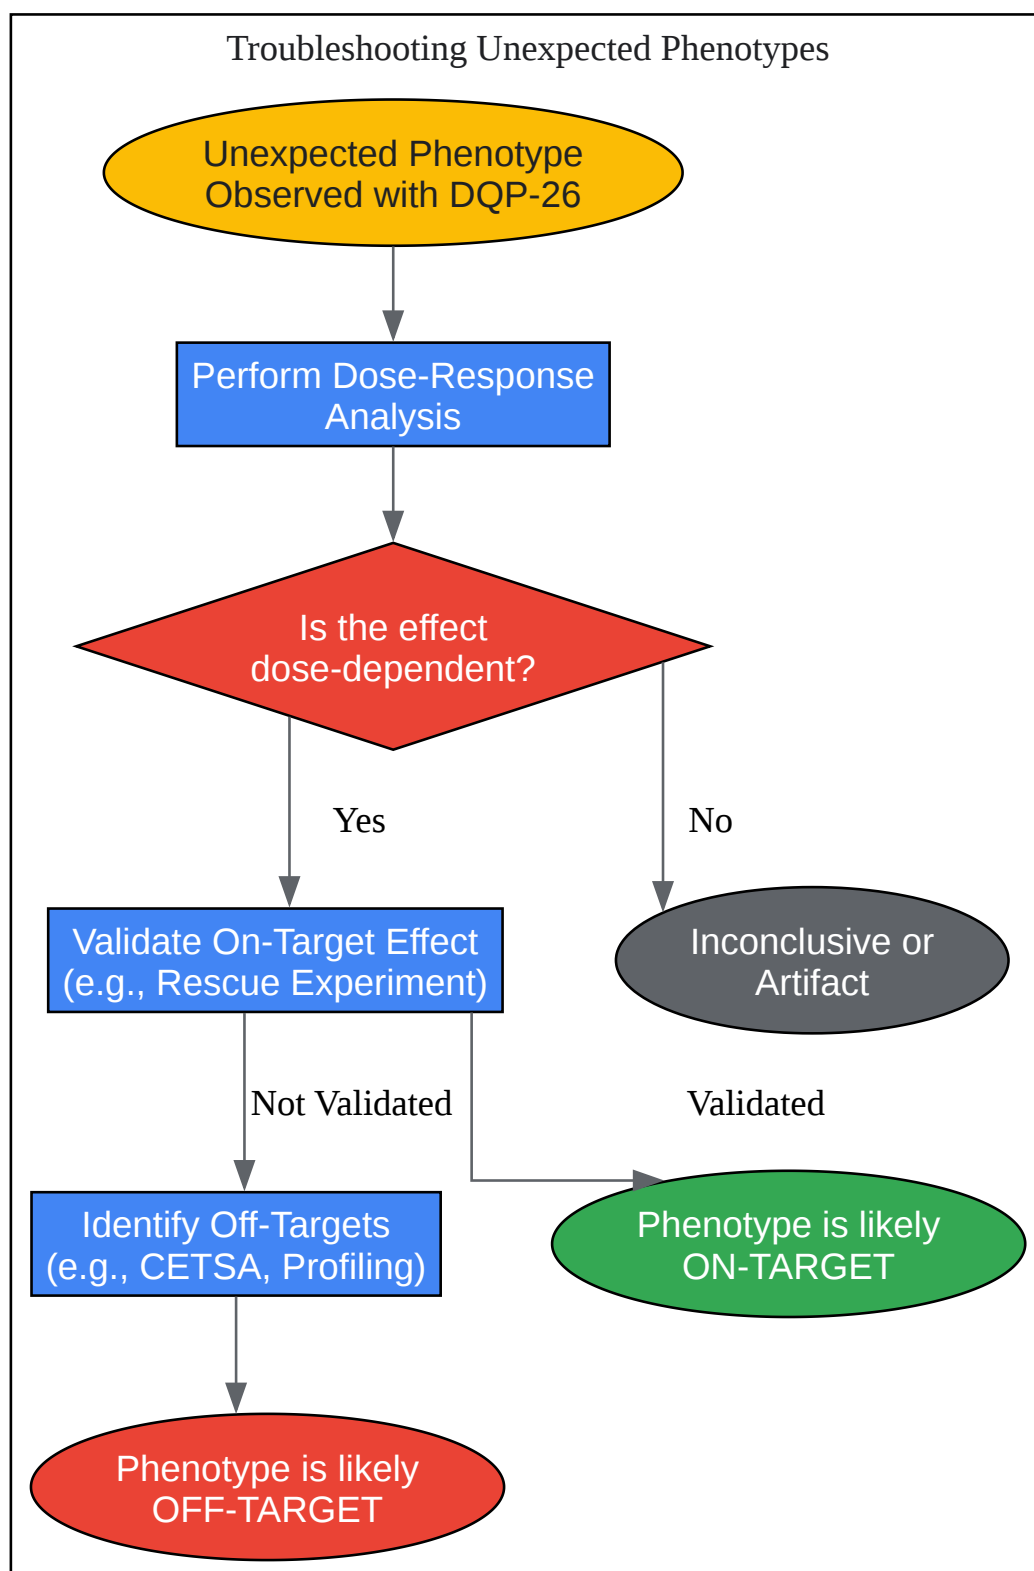 Troubleshooting Unexpected Phenotypes
Unexpected Phenotype
Observed with DQP-26
Perform Dose-Response
Analysis
Is the effect
dose-dependent?
Yes
No
Validate On-Target Effect
(e.g., Rescue Experiment)
Inconclusive or
Artifact
Not Validated
Validated
Identify Off-Targets
(e.g., CETSA, Profiling)
Phenotype is likely
ON-TARGET
Phenotype is likely
OFF-TARGET